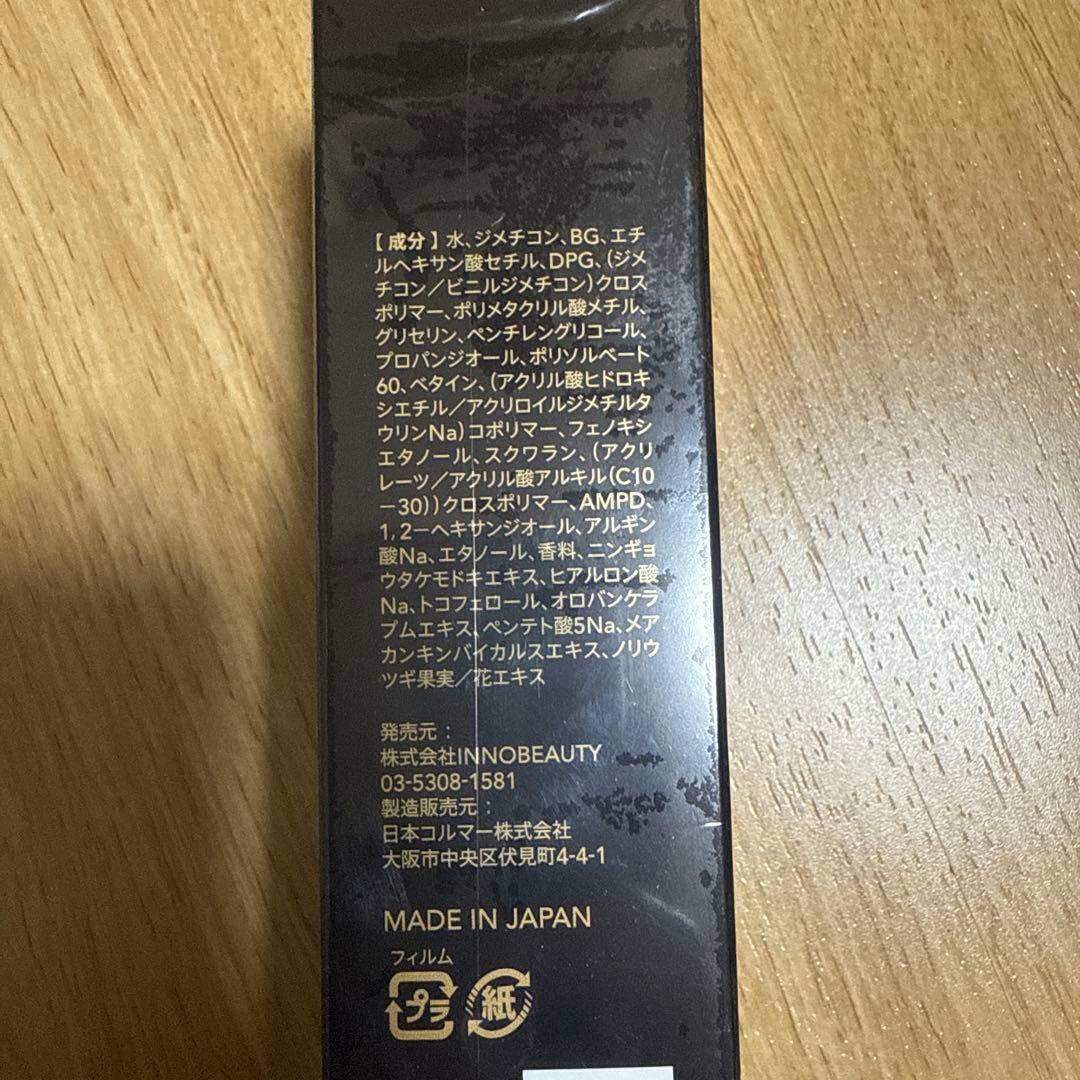 【成分】水、ジメチコン、BG、エチ
ルヘキサン酸セチル、DPG、(ジメ
チコン／ビニルジメチコン)クロス
ポリマー、ポリメタクリル酸メチル、
グリセリン、ペンチレングリコール、
プロパンジオール、ポリソルベート
60、ベタイン、(アクリル酸ヒドロキ
シエチル／アクリロイルジメチルタ
ウリンNa)コポリマー、フェノキシ
エタノール、スクワラン、(アクリ
レーツ／アクリル酸アルキル(C10
－30))クロスポリマー、AMPD、
1,2－ヘキサンジオール、アルギン
酸Na、エタノール、香料、ニンギョ
ウタケモドキエキス、ヒアルロン酸
Na、トコフェロール、オロバンケラ
プムエキス、ペンテト酸5Na、メア
カンキンバイカルスエキス、ノリウ
ツギ果実／花エキス
発売元：
株式会社INNOBEAUTY
03-5308-1581
製造販売元：
日本コルマー株式会社
大阪市中央区伏見町4-4-1
MADE IN JAPAN
フィルム
プラ 紙